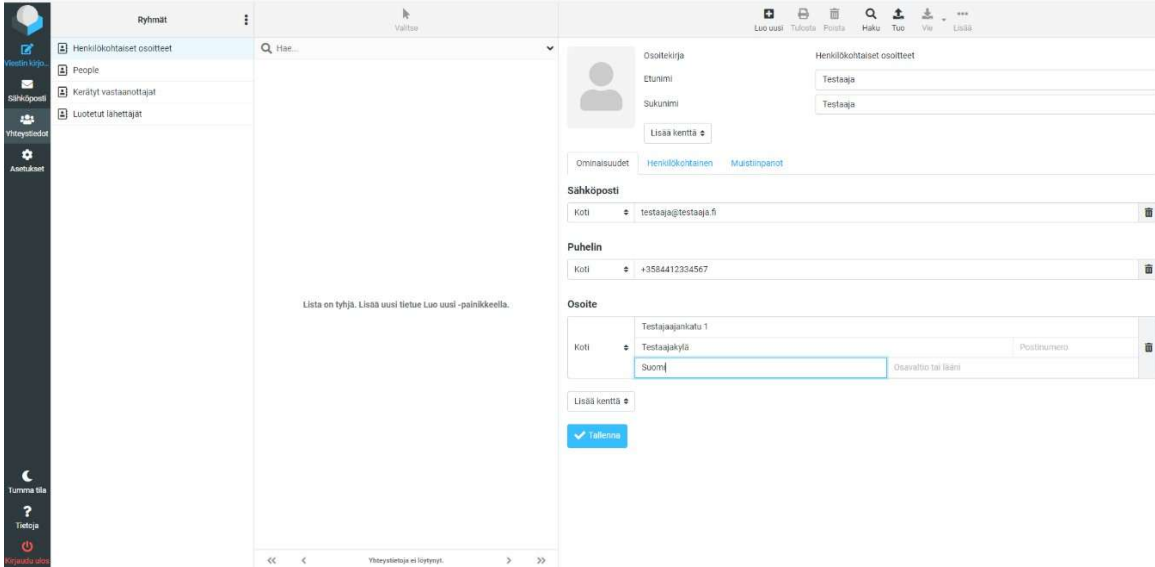 Viestin kirjo...
Sähköposti
Yhteystiedot
Asetukset
Tumma tila
Tietoja
Kirjaudu ulos
Ryhmät
Henkilökohtaiset osoitteet
People
Kerätyt vastaanottajat
Luotetut lähettäjät
Valitse
Hae...
Lista on tyhjä. Lisää uusi tietue Luo uusi -painikkeella.
Yhteystietoja ei löytynyt.
Luo uusi Tulosta Poista Haku Tuo Vie Lisää
Osoitekirja Henkilökohtaiset osoitteet
Etunimi Testaaja
Sukunimi Testaaja
Lisää kenttä
Ominaisuudet Henkilökohtainen Muistiinpanot
Sähköposti
Koti testaaja@testaaja.fi
Puhelin
Koti +3584412334567
Osoite
Testajaajankatu 1
Koti Testaajakylä Postinumero
Suomi Osavaltio tai lääni
Lisää kenttä
Tallenna